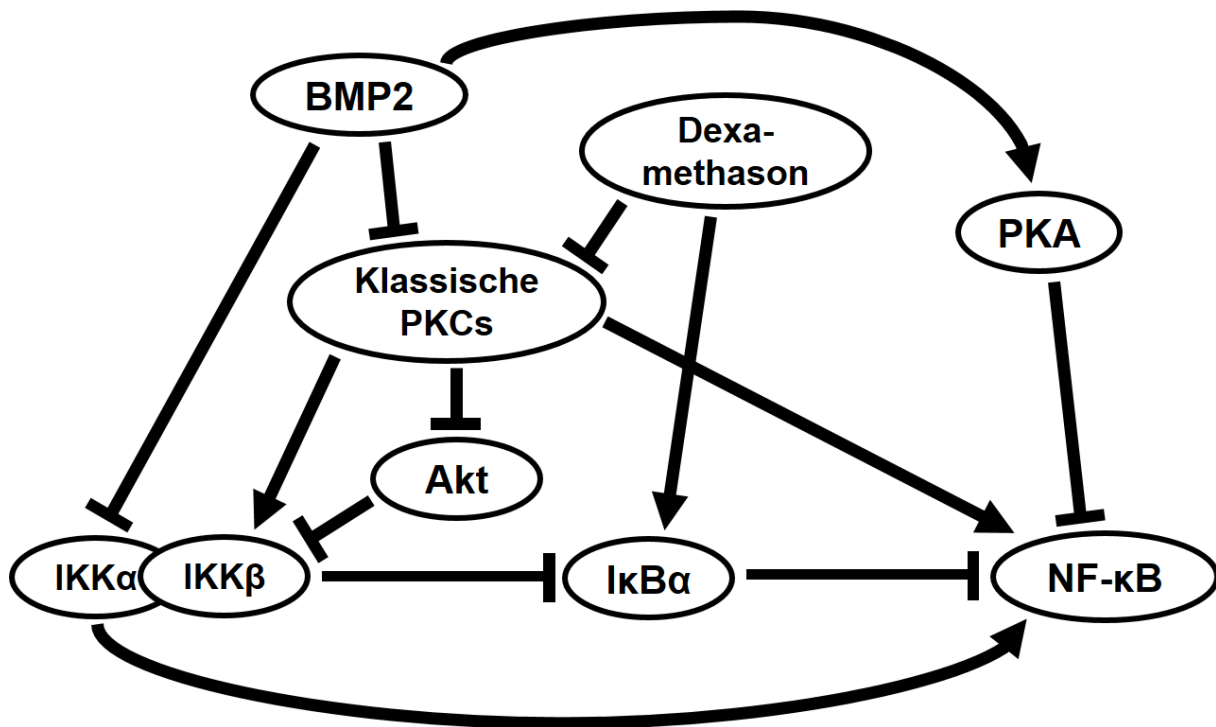 BMP2
Dexa-
methason
PKA
Klassische
PKCs
Akt
IKKα
IKKβ
IκBα
NF-κB